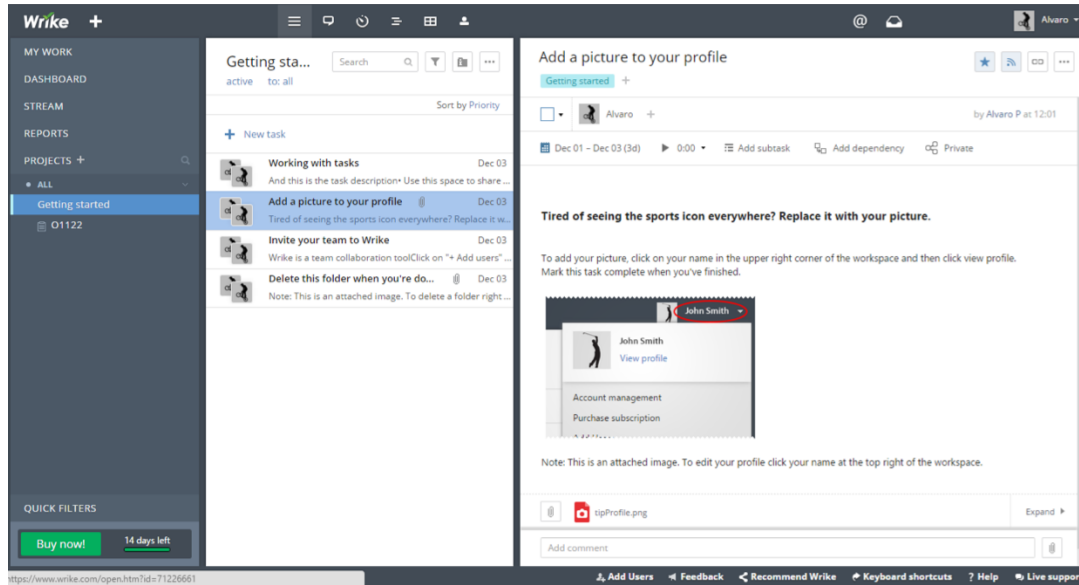 Wrike +
@
Alvaro
MY WORK
DASHBOARD
STREAM
REPORTS
PROJECTS +
ALL
Getting started
O1122
QUICK FILTERS
Buy now!
14 days left
https://www.wrike.com/open.htm?id=71226661
Getting sta...
Search
active to: all
Sort by Priority
+ New task
Working with tasks Dec 03
And this is the task description• Use this space to share ...
Add a picture to your profile Dec 03
Tired of seeing the sports icon everywhere? Replace it w...
Invite your team to Wrike Dec 03
Wrike is a team collaboration toolClick on "+ Add users" ...
Delete this folder when you're do... Dec 03
Note: This is an attached image. To delete a folder right ...
Add a picture to your profile
Getting started +
Alvaro +
by Alvaro P at 12:01
Dec 01 – Dec 03 (3d) 0:00 Add subtask Add dependency Private
Tired of seeing the sports icon everywhere? Replace it with your picture.
To add your picture, click on your name in the upper right corner of the workspace and then click view profile.
Mark this task complete when you've finished.
John Smith
John Smith
View profile
Account management
Purchase subscription
Note: This is an attached image. To edit your profile click your name at the top right of the workspace.
tipProfile.png
Expand
Add comment
Add Users Feedback Recommend Wrike Keyboard shortcuts ? Help Live suppor